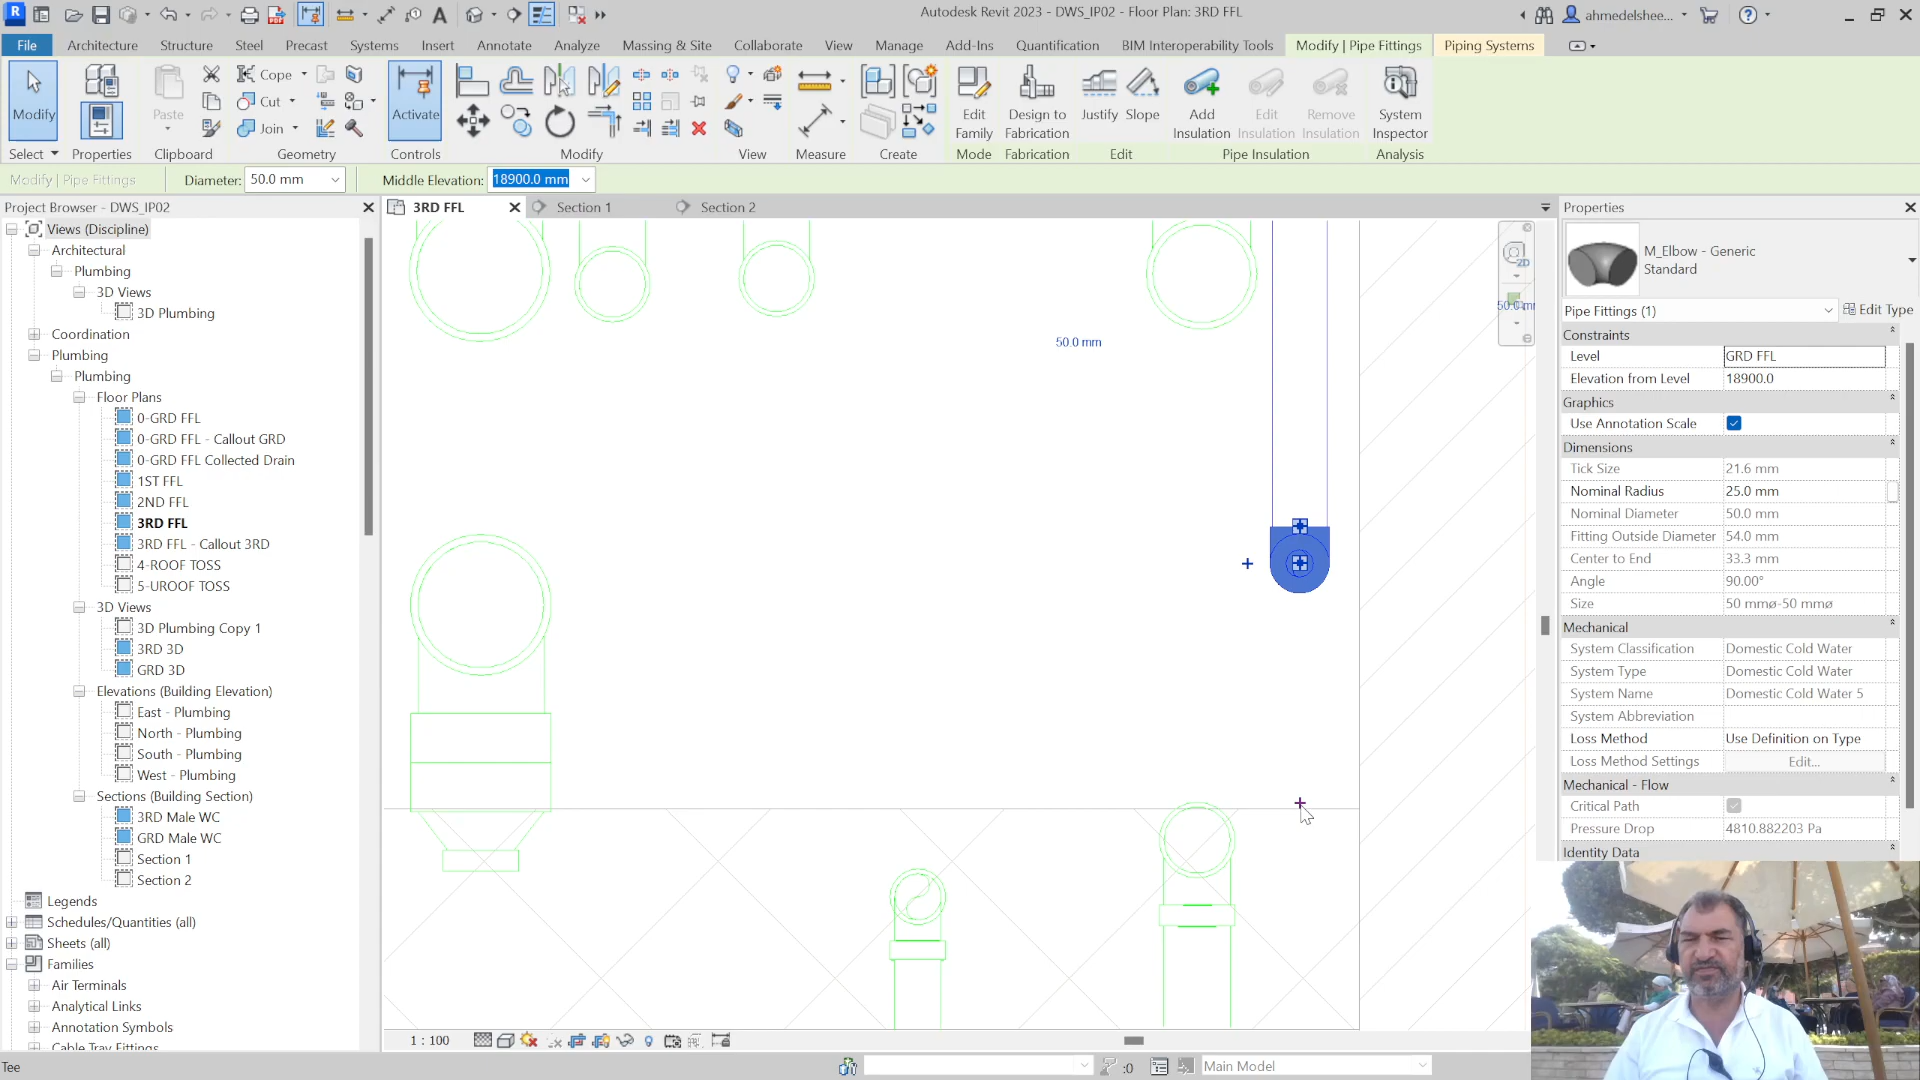 Autodesk Revit 2023 - DWS_IP02 - Floor Plan: 3RD FFL
ahmedelshee...
File Architecture Structure Steel Precast Systems Insert Annotate Analyze Massing & Site Collaborate View Manage Add-Ins Quantification BIM Interoperability Tools Modify | Pipe Fittings Piping Systems
Modify
Paste
Cope
Cut
Join
Activate
Edit Family
Design to Fabrication
Justify
Slope
Add Insulation
Edit Insulation
Remove Insulation
System Inspector
Select Properties Clipboard Geometry Controls Modify View Measure Create Mode Fabrication Edit Pipe Insulation Analysis
Modify | Pipe Fittings Diameter: 50.0 mm Middle Elevation: 18900.0 mm
Project Browser - DWS_IP02
Views (Discipline)
Architectural
Plumbing
3D Views
3D Plumbing
Coordination
Plumbing
Plumbing
Floor Plans
0-GRD FFL
0-GRD FFL - Callout GRD
0-GRD FFL Collected Drain
1ST FFL
2ND FFL
3RD FFL
3RD FFL - Callout 3RD
4-ROOF TOSS
5-UROOF TOSS
3D Views
3D Plumbing Copy 1
3RD 3D
GRD 3D
Elevations (Building Elevation)
East - Plumbing
North - Plumbing
South - Plumbing
West - Plumbing
Sections (Building Section)
3RD Male WC
GRD Male WC
Section 1
Section 2
Legends
Schedules/Quantities (all)
Sheets (all)
Families
Air Terminals
Analytical Links
Annotation Symbols
Cable Tray Fittings
3RD FFL Section 1 Section 2
2D
50.0 mm
50.0 mm
Properties
M_Elbow - Generic
Standard
Pipe Fittings (1) Edit Type
Constraints
Level GRD FFL
Elevation from Level 18900.0
Graphics
Use Annotation Scale
Dimensions
Tick Size 21.6 mm
Nominal Radius 25.0 mm
Nominal Diameter 50.0 mm
Fitting Outside Diameter 54.0 mm
Center to End 33.3 mm
Angle 90.00°
Size 50 mmø-50 mmø
Mechanical
System Classification Domestic Cold Water
System Type Domestic Cold Water
System Name Domestic Cold Water 5
System Abbreviation
Loss Method Use Definition on Type
Loss Method Settings Edit...
Mechanical - Flow
Critical Path
Pressure Drop 4810.882203 Pa
Identity Data
1 : 100
Tee
:0
Main Model